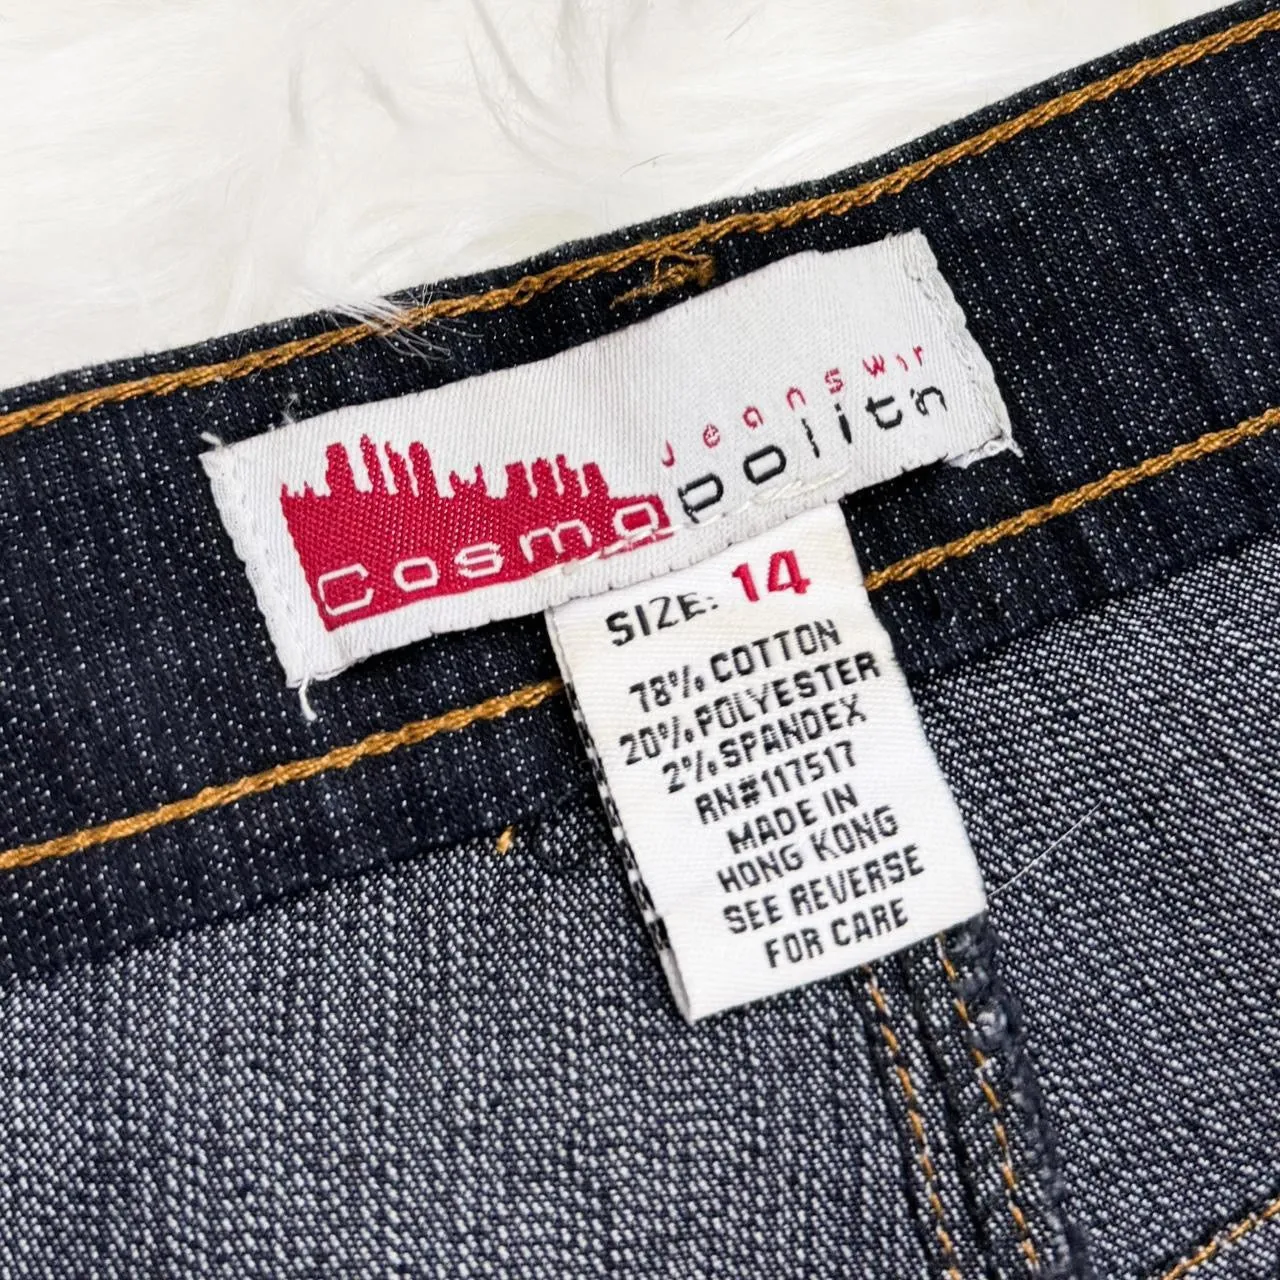 jeanswır
Cosmopolit'n
SIZE: 14
78% COTTON
20% POLYESTER
2% SPANDEX
RN#117517
MADE IN
HONG KONG
SEE REVERSE
FOR CARE